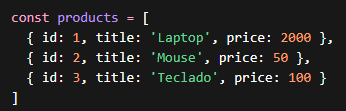 const products = [
  { id: 1, title: 'Laptop', price: 2000 },
  { id: 2, title: 'Mouse', price: 50 },
  { id: 3, title: 'Teclado', price: 100 }
]